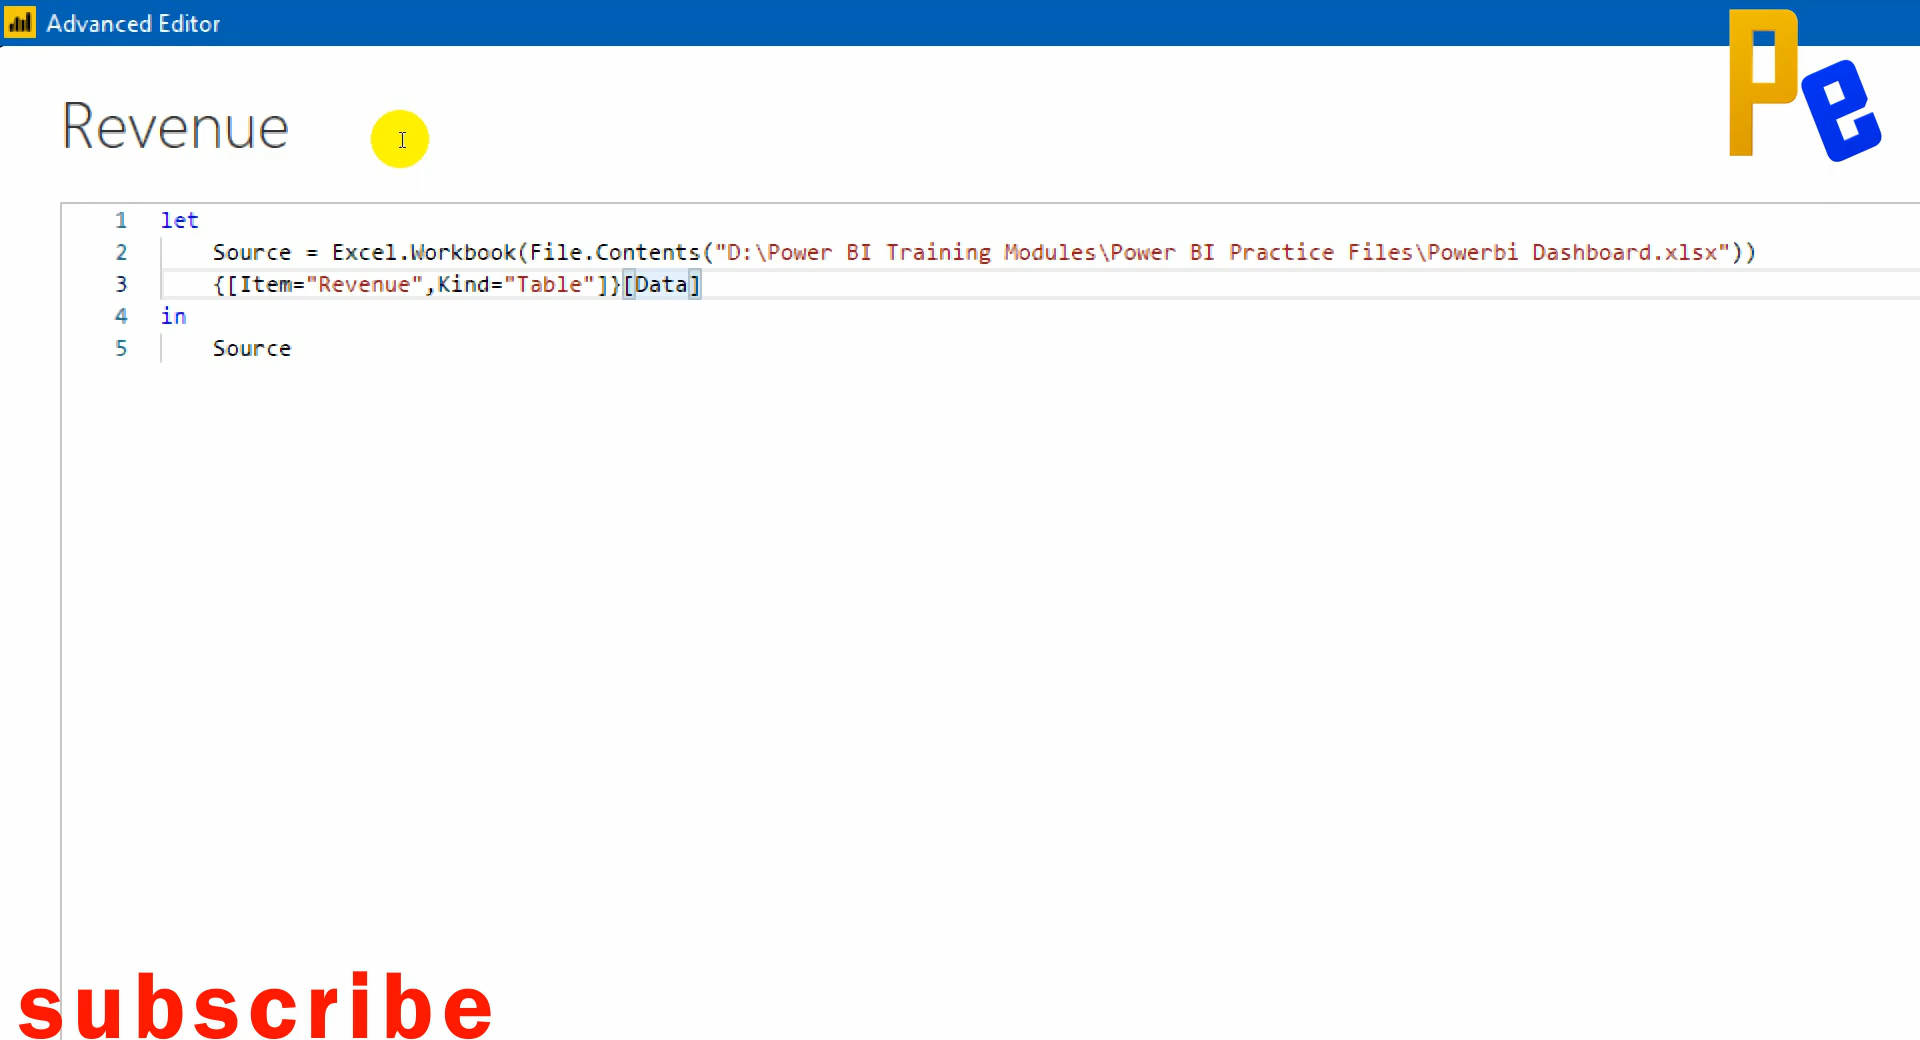 Advanced Editor
Pe
Revenue
1 let
2 Source = Excel.Workbook(File.Contents("D:\Power BI Training Modules\Power BI Practice Files\Powerbi Dashboard.xlsx"))
3 {[Item="Revenue",Kind="Table"]}[Data]
4 in
5 Source
subscribe